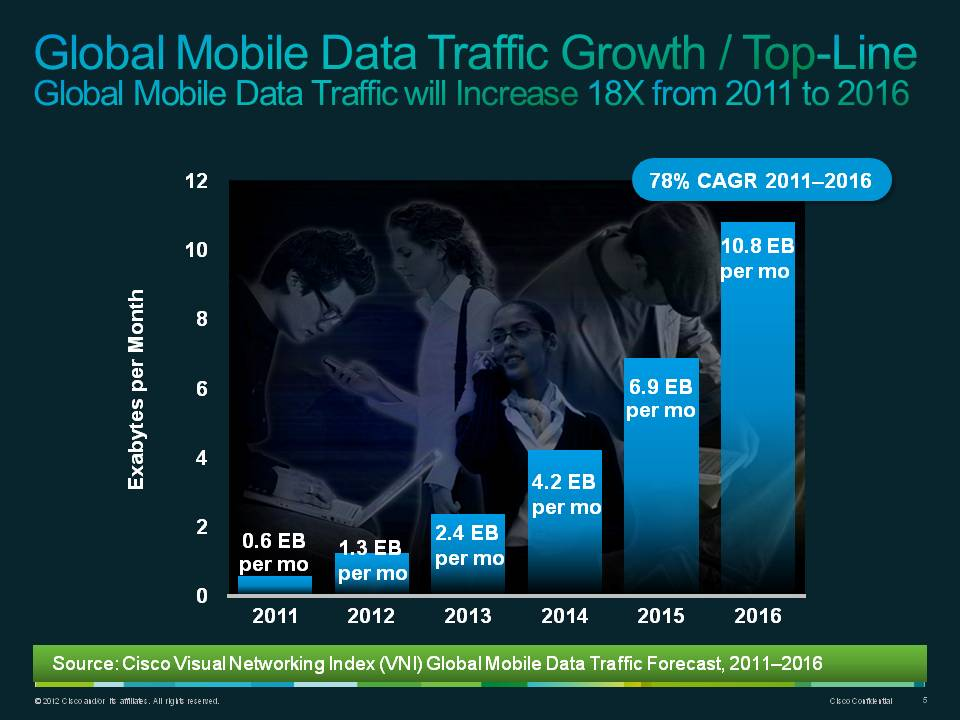 Global Mobile Data Traffic Growth / Top-Line
Global Mobile Data Traffic will Increase 18X from 2011 to 2016
78% CAGR 2011–2016
Exabytes per Month
12
10
8
6
4
2
0
0.6 EB
per mo
1.3 EB
per mo
2.4 EB
per mo
4.2 EB
per mo
6.9 EB
per mo
10.8 EB
per mo
2011
2012
2013
2014
2015
2016
Source: Cisco Visual Networking Index (VNI) Global Mobile Data Traffic Forecast, 2011–2016
© 2012 Cisco and/or its affiliates. All rights reserved.
Cisco Confidential
5